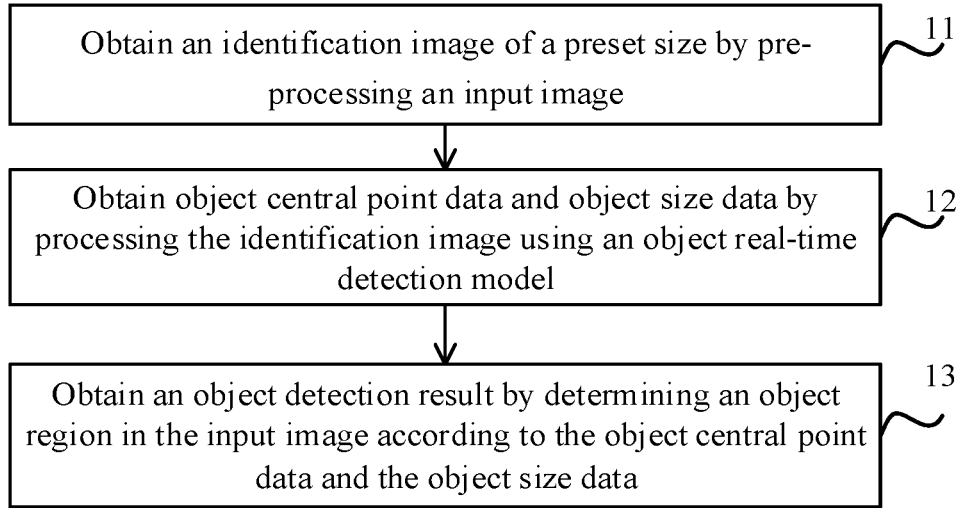 Obtain an identification image of a preset size by pre-
processing an input image
11
Obtain object central point data and object size data by
processing the identification image using an object real-time
detection model
12
Obtain an object detection result by determining an object
region in the input image according to the object central point
data and the object size data
13